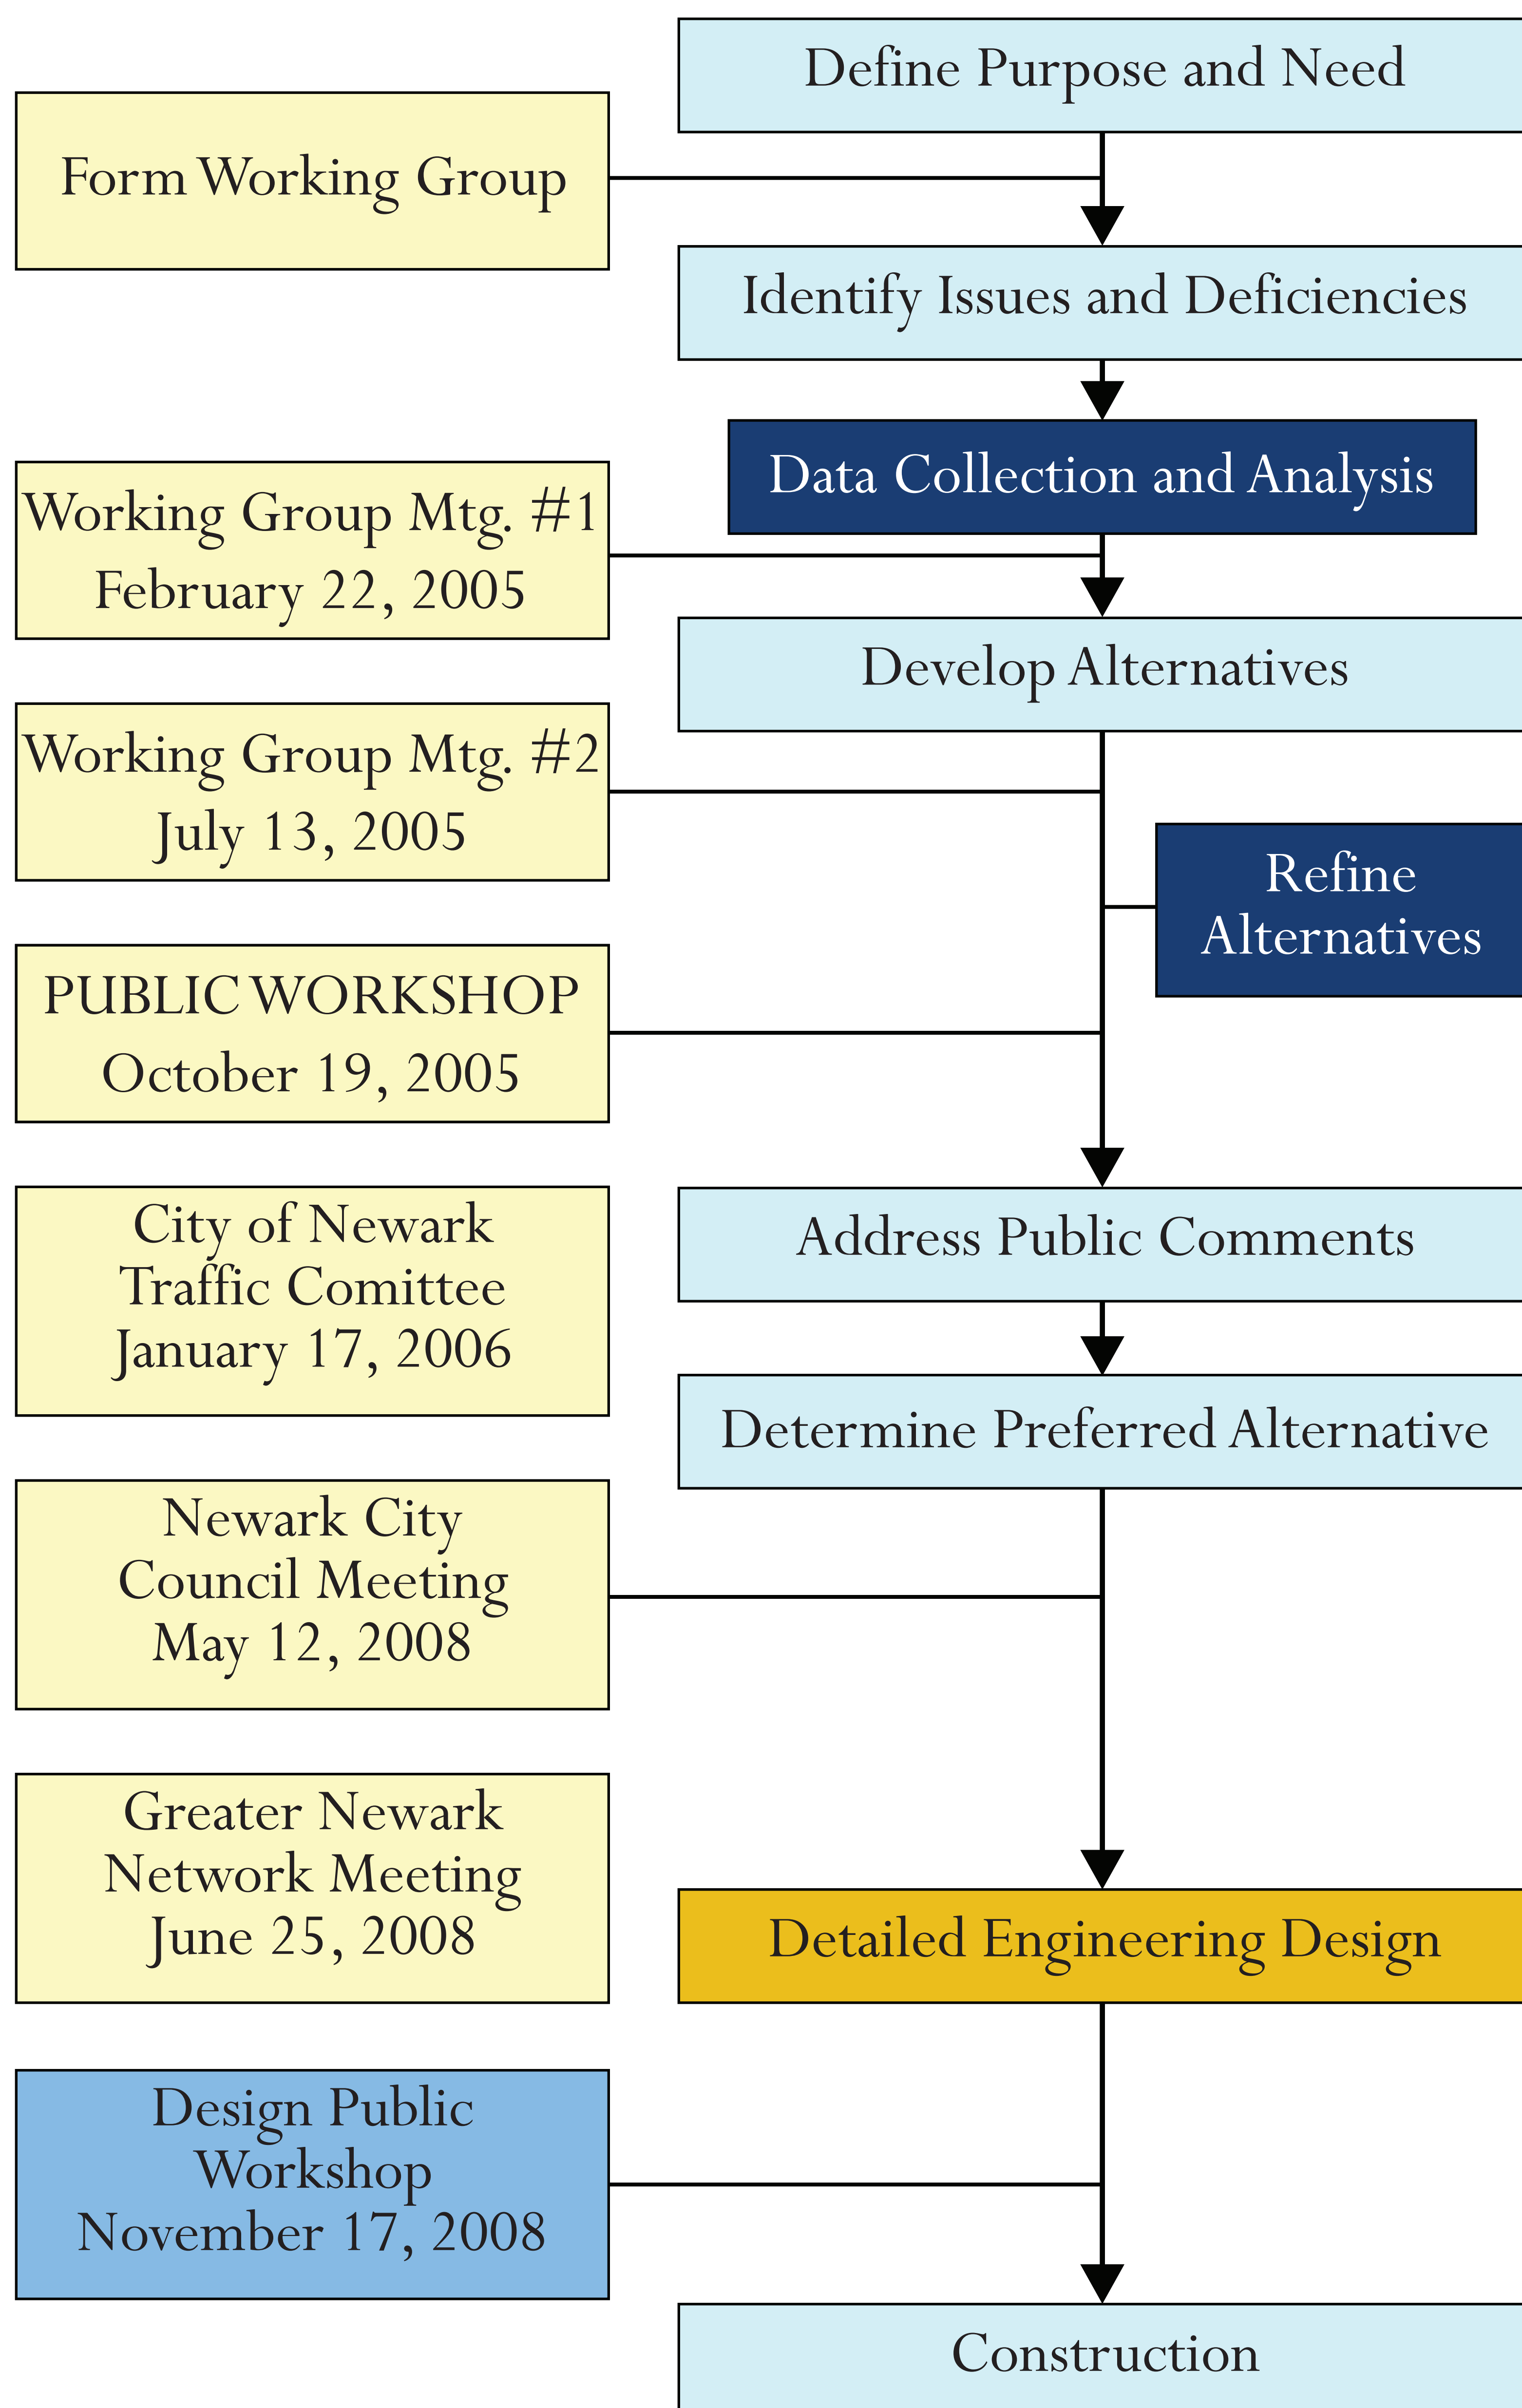 Define Purpose and Need
Form Working Group
Identify Issues and Deficiencies
Data Collection and Analysis
Working Group Mtg. #1
February 22, 2005
Develop Alternatives
Working Group Mtg. #2
July 13, 2005
Refine
Alternatives
PUBLIC WORKSHOP
October 19, 2005
City of Newark
Traffic Comittee
January 17, 2006
Address Public Comments
Determine Preferred Alternative
Newark City
Council Meeting
May 12, 2008
Greater Newark
Network Meeting
June 25, 2008
Detailed Engineering Design
Design Public
Workshop
November 17, 2008
Construction